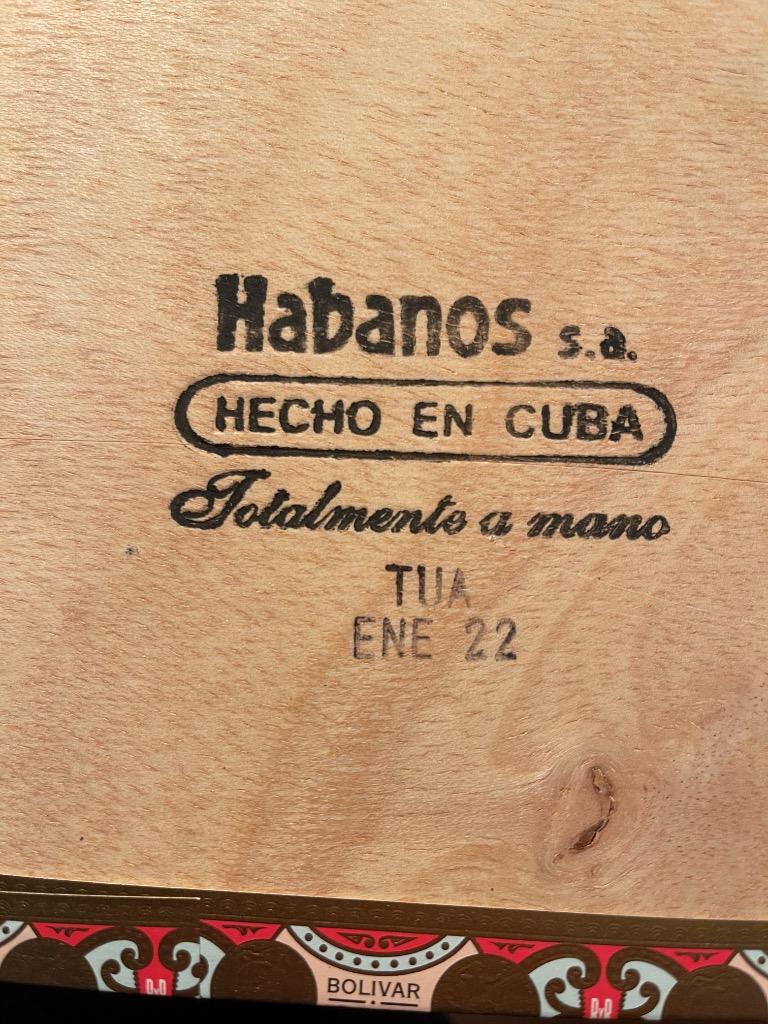 Habanos s.a.
HECHO EN CUBA
Totalmente a mano
TUA
ENE 22
BOLIVAR